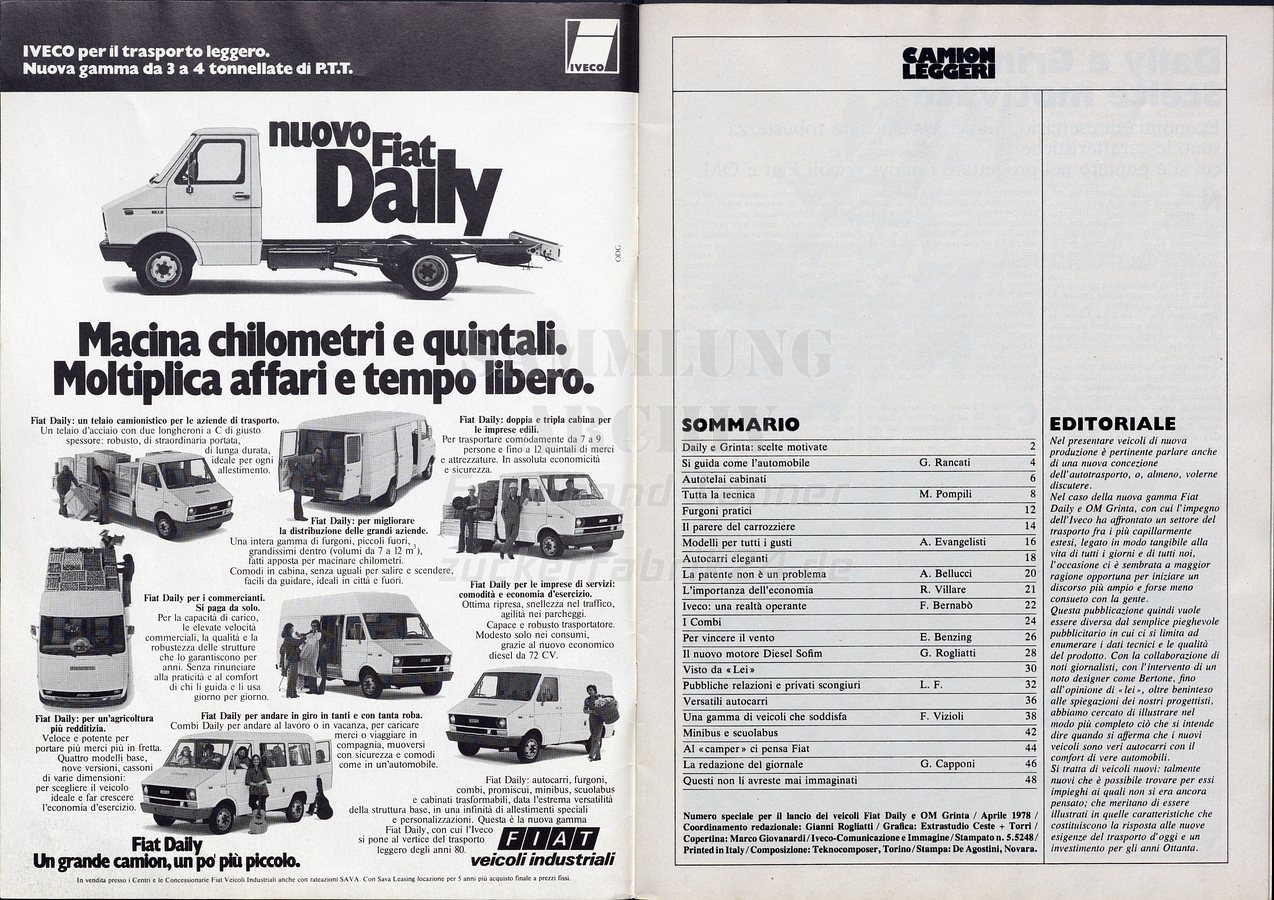 IVECO per il trasporto leggero.
Nuova gamma da 3 a 4 tonnellate di P.T.T.
IVECO
nuovo Fiat
Daily
ODG
Macina chilometri e quintali.
Moltiplica affari e tempo libero.
Fiat Daily: un telaio camionistico per le aziende di trasporto.
Un telaio d'acciaio con due longheroni a C di giusto
spessore: robusto, di straordinaria portata,
di lunga durata,
ideale per ogni
allestimento.
Fiat Daily: doppia e tripla cabina per
le imprese edili.
Per trasportare comodamente da 7 a 9
persone e fino a 12 quintali di merci
e attrezzature. In assoluta economicità
e sicurezza.
Fiat Daily: per migliorare
la distribuzione delle grandi aziende.
Una intera gamma di furgoni, piccoli fuori,
grandissimi dentro (volumi da 7 a 12 m³),
fatti apposta per macinare chilometri.
Comodi in cabina, senza uguali per salire e scendere,
facili da guidare, ideali in città e fuori.
Fiat Daily per i commercianti.
Si paga da solo.
Per la capacità di carico,
le elevate velocità
commerciali, la qualità e la
robustezza delle strutture
che lo garantiscono per
anni. Senza rinunciare
alla praticità e al comfort
di chi li guida e li usa
giorno per giorno.
Fiat Daily per le imprese di servizi:
comodità e economia d'esercizio.
Ottima ripresa, snellezza nel traffico,
agilità nei parcheggi.
Capace e robusto trasportatore.
Modesto solo nei consumi,
grazie al nuovo economico
diesel da 72 CV.
Fiat Daily: per un'agricoltura
più redditizia.
Veloce e potente per
portare più merci più in fretta.
Quattro modelli base,
nove versioni, cassoni
di varie dimensioni:
per scegliere il veicolo
ideale e far crescere
l'economia d'esercizio.
Fiat Daily per andare in giro in tanti e con tanta roba.
Combi Daily per andare al lavoro o in vacanza, per caricare
merci o viaggiare in
compagnia, muoversi
con sicurezza e comodi
come in un'automobile.
Fiat Daily: autocarri, furgoni,
combi, promiscui, minibus, scuolabus
e cabinati trasformabili, data l'estrema versatilità
della struttura base, in una infinità di allestimenti speciali
e personalizzazioni. Questa è la nuova gamma
Fiat Daily, con cui l'Iveco
si pone al vertice del trasporto
leggero degli anni 80.
Fiat Daily
Un grande camion, un po' più piccolo.
FIAT
veicoli industriali
In vendita presso i Centri e le Concessionarie Fiat Veicoli Industriali anche con rateazioni SAVA. Con Sava Leasing locazione per 5 anni più acquisto finale a prezzi fissi.
CAMION
LEGGERI
SAMMLUNG
ARCHIV
SOMMARIO
Daily e Grinta: scelte motivate 2
Si guida come l'automobile G. Rancati 4
Autotelai cabinati 6
Tutta la tecnica M. Pompili 8
Furgoni pratici 12
Il parere del carrozziere 14
Modelli per tutti i gusti A. Evangelisti 16
Autocarri eleganti 18
La patente non è un problema A. Bellucci 20
L'importanza dell'economia R. Villare 21
Iveco: una realtà operante F. Bernabò 22
I Combi 24
Per vincere il vento E. Benzing 26
Il nuovo motore Diesel Sofim G. Rogliatti 28
Visto da «Lei» 30
Pubbliche relazioni e privati scongiuri L. F. 32
Versatili autocarri 36
Una gamma di veicoli che soddisfa F. Vizioli 38
Minibus e scuolabus 42
Al «camper» ci pensa Fiat 44
La redazione del giornale G. Capponi 46
Questi non li avreste mai immaginati 48
Numero speciale per il lancio dei veicoli Fiat Daily e OM Grinta / Aprile 1978 /
Coordinamento redazionale: Gianni Rogliatti / Grafica: Extrastudio Ceste + Torri /
Copertina: Marco Giovanardi / Iveco-Comunicazione e Immagine / Stampato n. 5.5248 /
Printed in Italy / Composizione: Teknocomposer, Torino / Stampa: De Agostini, Novara.
EDITORIALE
Nel presentare veicoli di nuova
produzione è pertinente parlare anche
di una nuova concezione
dell'autotrasporto, o, almeno, volerne
discutere.
Nel caso della nuova gamma Fiat
Daily e OM Grinta, con cui l'impegno
dell'Iveco ha affrontato un settore del
trasporto fra i più capillarmente
estesi, legato in modo tangibile alla
vita di tutti i giorni e di tutti noi,
l'occasione ci è sembrata a maggior
ragione opportuna per iniziare un
discorso più ampio e forse meno
consueto con la gente.
Questa pubblicazione quindi vuole
essere diversa dal semplice pieghevole
pubblicitario in cui ci si limita ad
enumerare i dati tecnici e le qualità
del prodotto. Con la collaborazione di
noti giornalisti, con l'intervento di un
noto designer come Bertone, fino
all'opinione di «lei», oltre beninteso
alle spiegazioni dei nostri progettisti,
abbiamo cercato di illustrare nel
modo più completo ciò che si intende
dire quando si afferma che i nuovi
veicoli sono veri autocarri con il
comfort di vere automobili.
Si tratta di veicoli nuovi: talmente
nuovi che è possibile trovare per essi
impieghi ai quali non si era ancora
pensato; che meritano di essere
illustrati in quelle caratteristiche che
costituiscono la risposta alle nuove
esigenze del trasporto d'oggi e un
investimento per gli anni Ottanta.